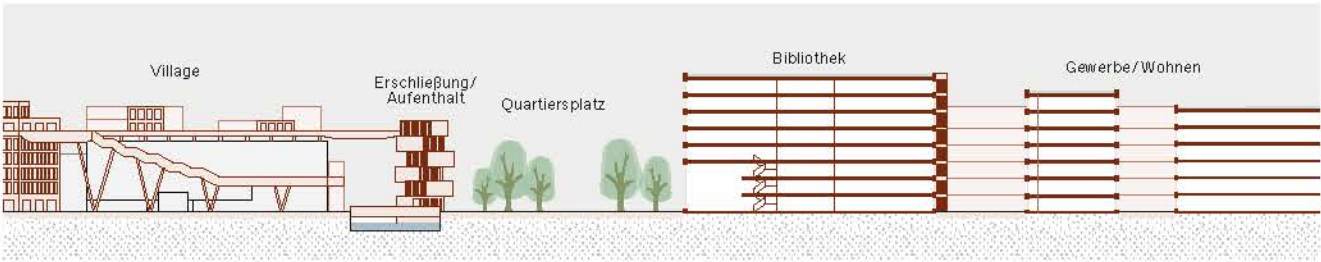 Village
Erschließung/
Aufenthalt
Quartiersplatz
Bibliothek
Gewerbe/Wohnen